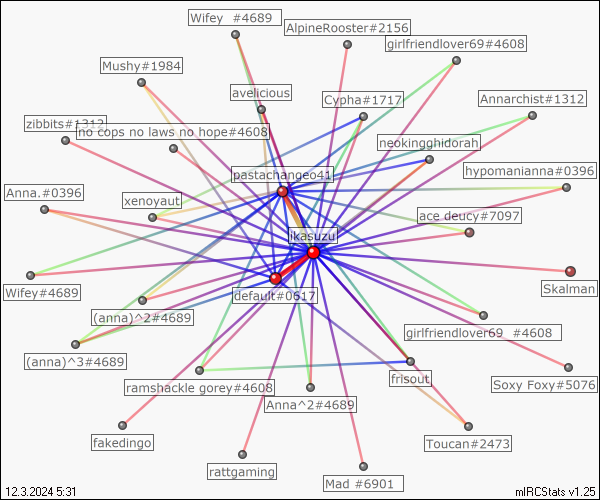 Wifey  #4689
AlpineRooster#2156
girlfriendlover69#4608
Mushy#1984
avelicious
Cypha#1717
Annarchist#1312
zibbits#1312
no cops no laws no hope#4608
neokingghidorah
pastachangeo41
hypomanianna#0396
Anna.#0396
xenoyaut
ace.deucy#7097
ikasuzu
Wifey#4689
default#0617
Skalman
(anna)^2#4689
girlfriendlover69  #4608
(anna)^3#4689
ramshackle gorey#4608
frisout
Soxy Foxy#5076
Anna^2#4689
fakedingo
Toucan#2473
rattgaming
Mad #6901
12.3.2024 5:31
mIRCStats v1.25